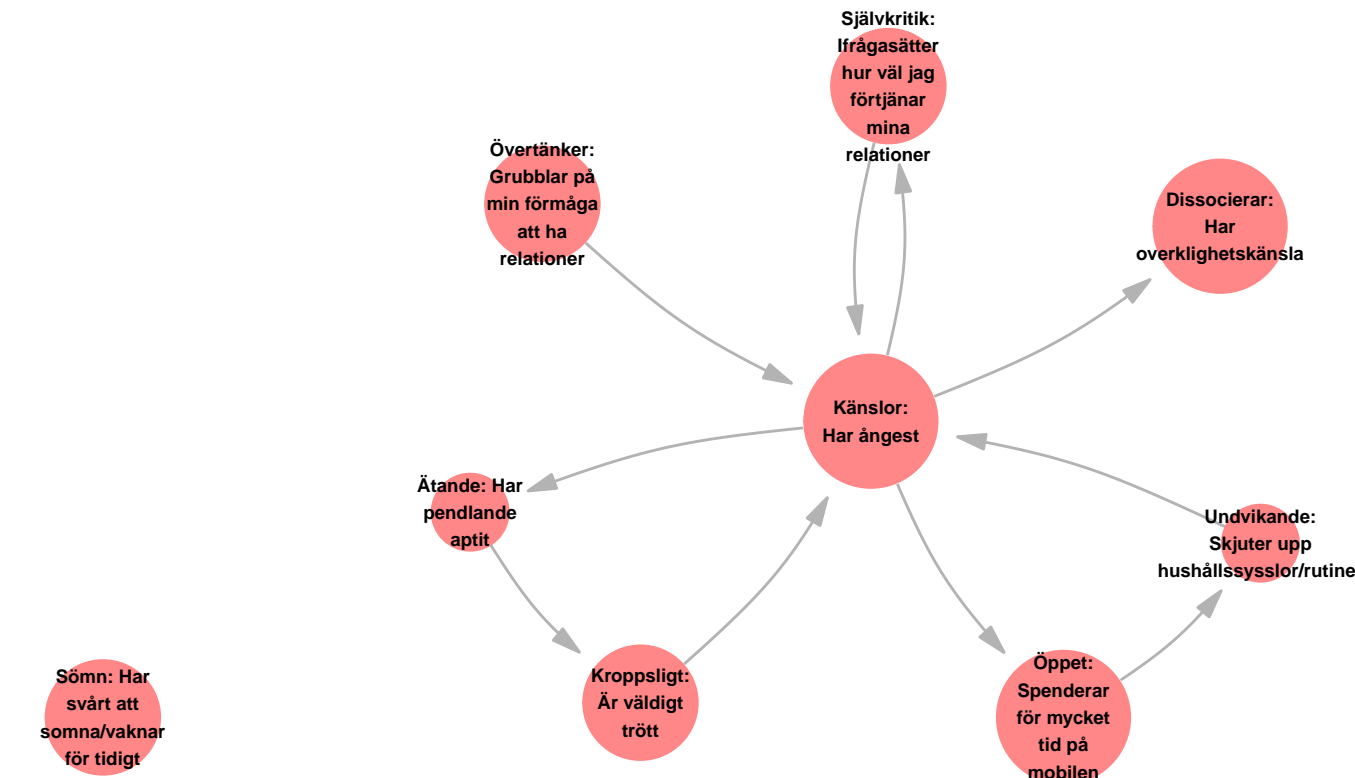 Självkritik:
Ifrågasätter
hur väl jag
förtjänar
mina
relationer
Övertänker:
Grubblar på
min förmåga
att ha
relationer
Dissocierar:
Har
overklighetskänsla
Känslor:
Har ångest
Ätande: Har
pendlande
aptit
Undvikande:
Skjuter upp
hushållssysslor/rutine
Sömn: Har
svårt att
somna/vaknar
för tidigt
Kroppsligt:
Är väldigt
trött
Öppet:
Spenderar
för mycket
tid på
mobilen